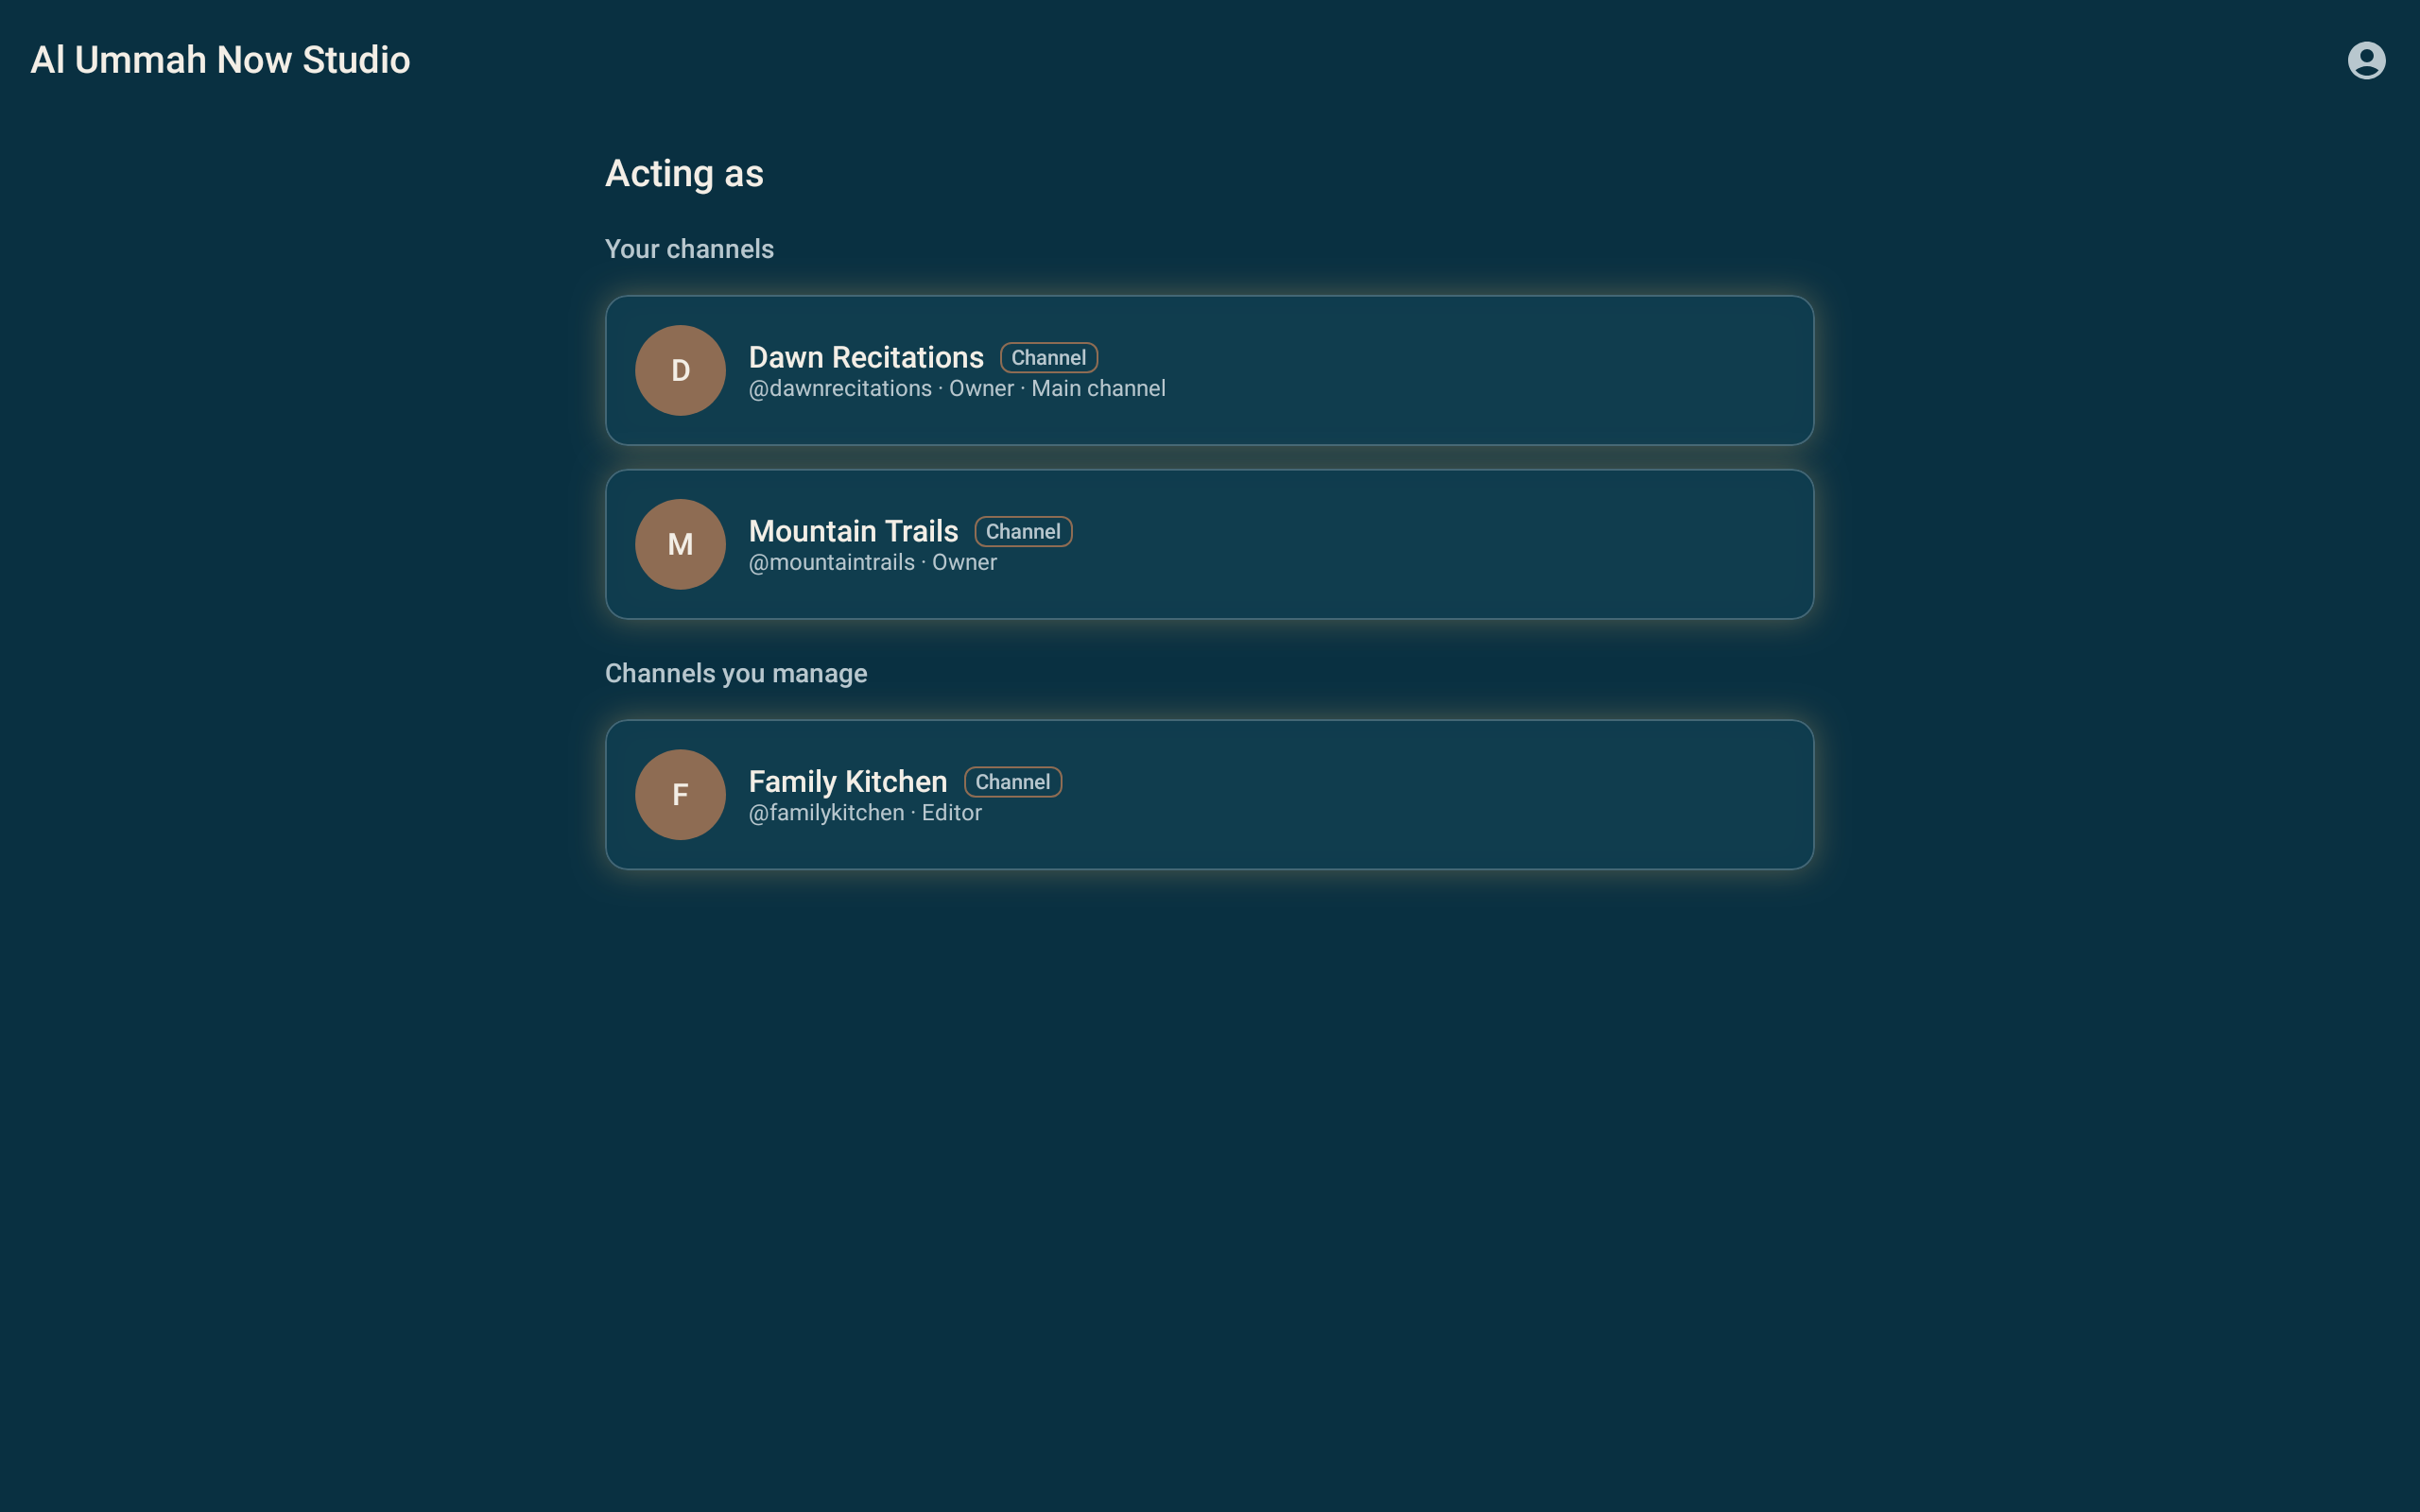 Al Ummah Now Studio
Acting as
Your channels
D
Dawn Recitations Channel
@dawnrecitations · Owner · Main channel
M
Mountain Trails Channel
@mountaintrails · Owner
Channels you manage
F
Family Kitchen Channel
@familykitchen · Editor